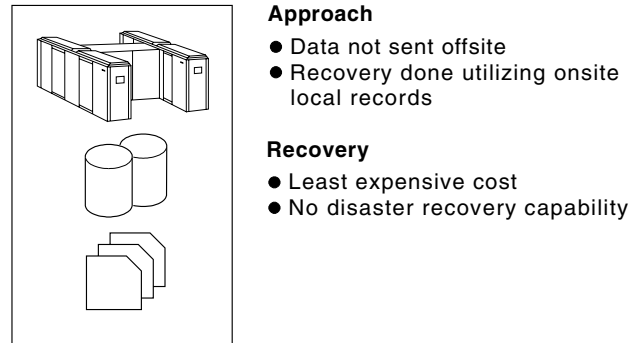 Approach
● Data not sent offsite
● Recovery done utilizing onsite
local records
Recovery
● Least expensive cost
● No disaster recovery capability